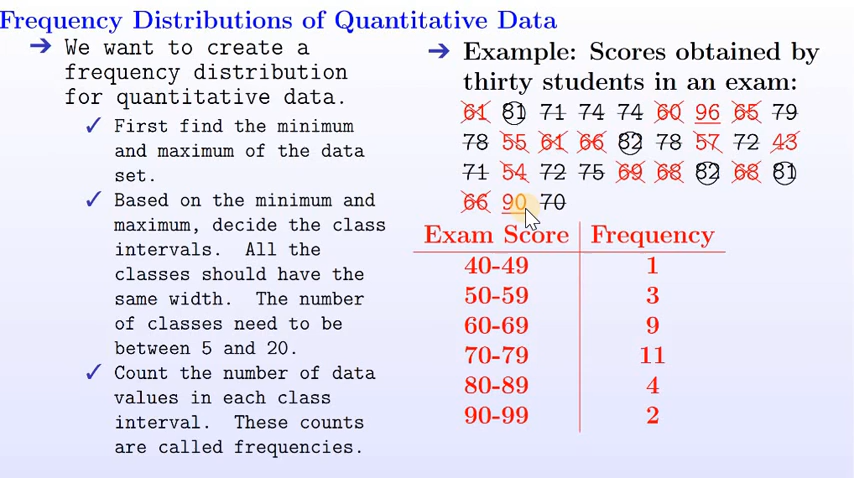 Frequency Distributions of Quantitative Data
➔ We want to create a
frequency distribution
for quantitative data.
✓ First find the minimum
and maximum of the data
set.
✓ Based on the minimum and
maximum, decide the class
intervals. All the
classes should have the
same width. The number
of classes need to be
between 5 and 20.
✓ Count the number of data
values in each class
interval. These counts
are called frequencies.
➔ Example: Scores obtained by
thirty students in an exam:
61 81 71 74 74 60 96 65 79
78 55 61 66 82 78 57 72 43
71 54 72 75 69 68 82 68 81
66 90 70
Exam Score Frequency
40-49 1
50-59 3
60-69 9
70-79 11
80-89 4
90-99 2